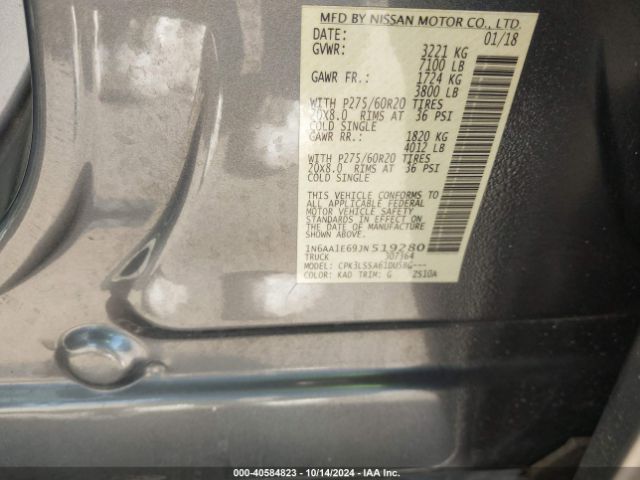 MFD BY NISSAN MOTOR CO., LTD.
DATE: 01/18
GVWR: 3221 KG
7100 LB
GAWR FR.: 1724 KG
3800 LB
WITH P275/60R20 TIRES
20X8.0 RIMS AT 36 PSI
COLD SINGLE
GAWR RR.: 1820 KG
4012 LB
WITH P275/60R20 TIRES
20X8.0 RIMS AT 36 PSI
COLD SINGLE
THIS VEHICLE CONFORMS TO
ALL APPLICABLE FEDERAL
MOTOR VEHICLE SAFETY
STANDARDS IN EFFECT ON
THE DATE OF MANUFACTURE
SHOWN ABOVE.
1N6AA1E69JN519280
TRUCK 307364
MODEL:
COLOR: KAD TRIM: G 2S10A
000-40584823 - 10/14/2024 - IAA Inc.